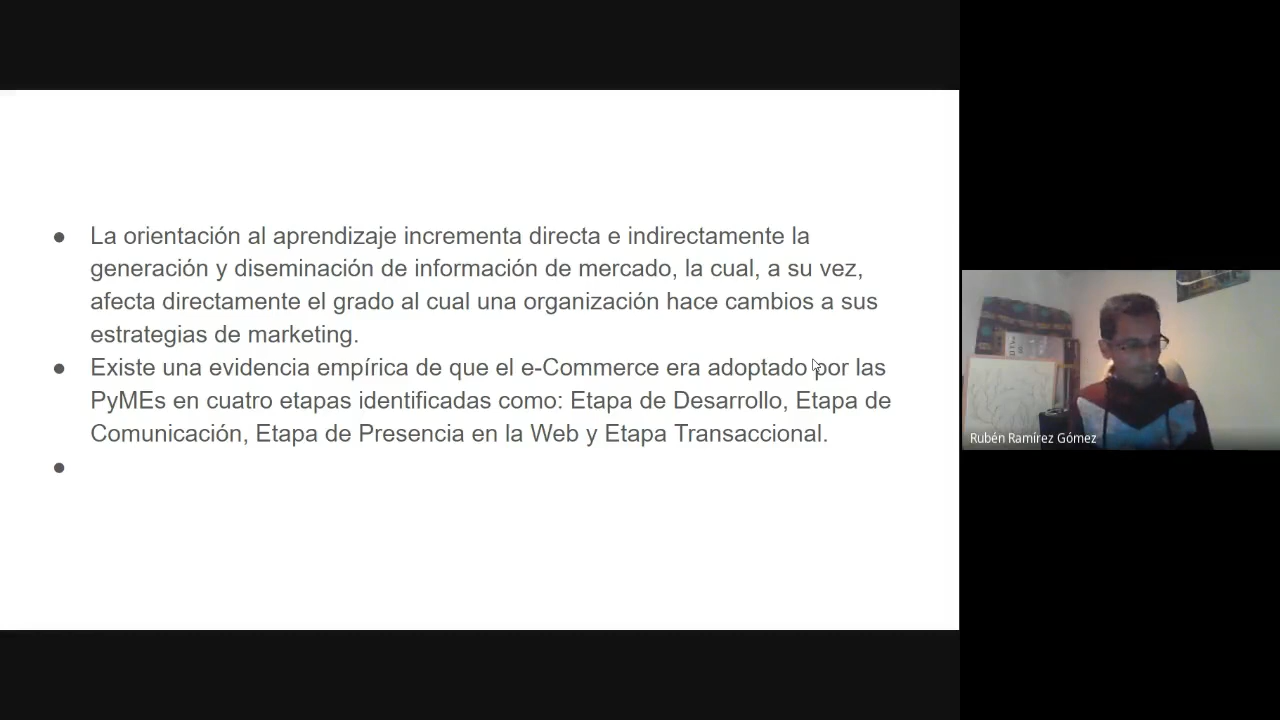 ● La orientación al aprendizaje incrementa directa e indirectamente la
generación y diseminación de información de mercado, la cual, a su vez,
afecta directamente el grado al cual una organización hace cambios a sus
estrategias de marketing.
● Existe una evidencia empírica de que el e-Commerce era adoptado por las
PyMEs en cuatro etapas identificadas como: Etapa de Desarrollo, Etapa de
Comunicación, Etapa de Presencia en la Web y Etapa Transaccional.
●
Rubén Ramírez Gómez